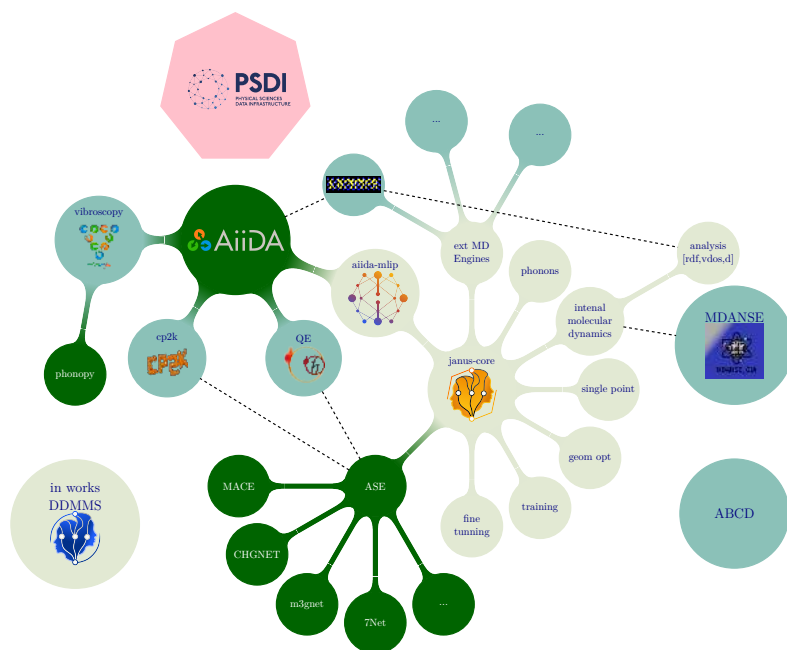 PSDI
PHYSICAL SCIENCES
DATA INFRASTRUCTURE
...
...
vibroscopy
AiiDA
ext MD
Engines
analysis
[rdf,vdos,d]
aiida-mlip
phonons
intenal
molecular
dynamics
MDANSE
cp2k
CP2K
QE
phonopy
janus-core
single point
geom opt
in works
DDMMS
MACE
ASE
training
fine
tunning
ABCD
CHGNET
m3gnet
7Net
...